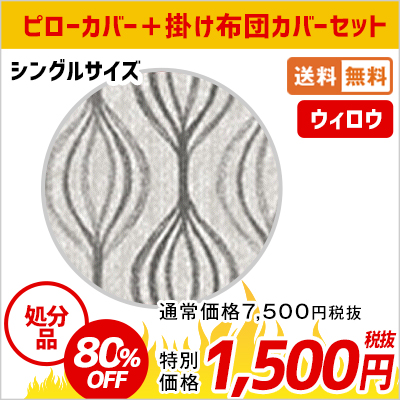 ピローカバー＋掛け布団カバーセット
シングルサイズ
送料無料
ウィロウ
処分品
通常価格7,500円税抜
80%OFF
特別価格
1,500円税抜